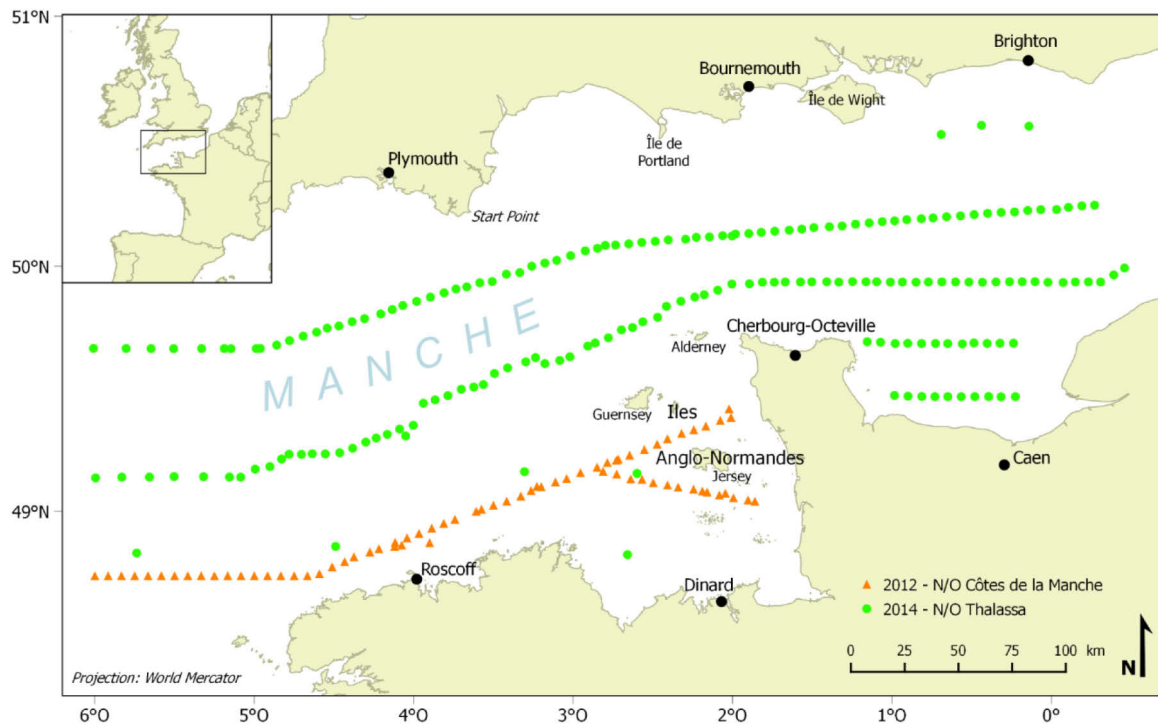 51°N
Brighton
Bournemouth
Île de Wight
Île de
Portland
Plymouth
Start Point
50°N
MANCHE
Cherbourg-Octeville
Alderney
Guernsey
Iles
Anglo-Normandes
Jersey
Caen
49°N
Roscoff
Dinard
2012 - N/O Côtes de la Manche
2014 - N/O Thalassa
0 25 50 75 100 km
N
Projection: World Mercator
6°O 5°O 4°O 3°O 2°O 1°O 0°